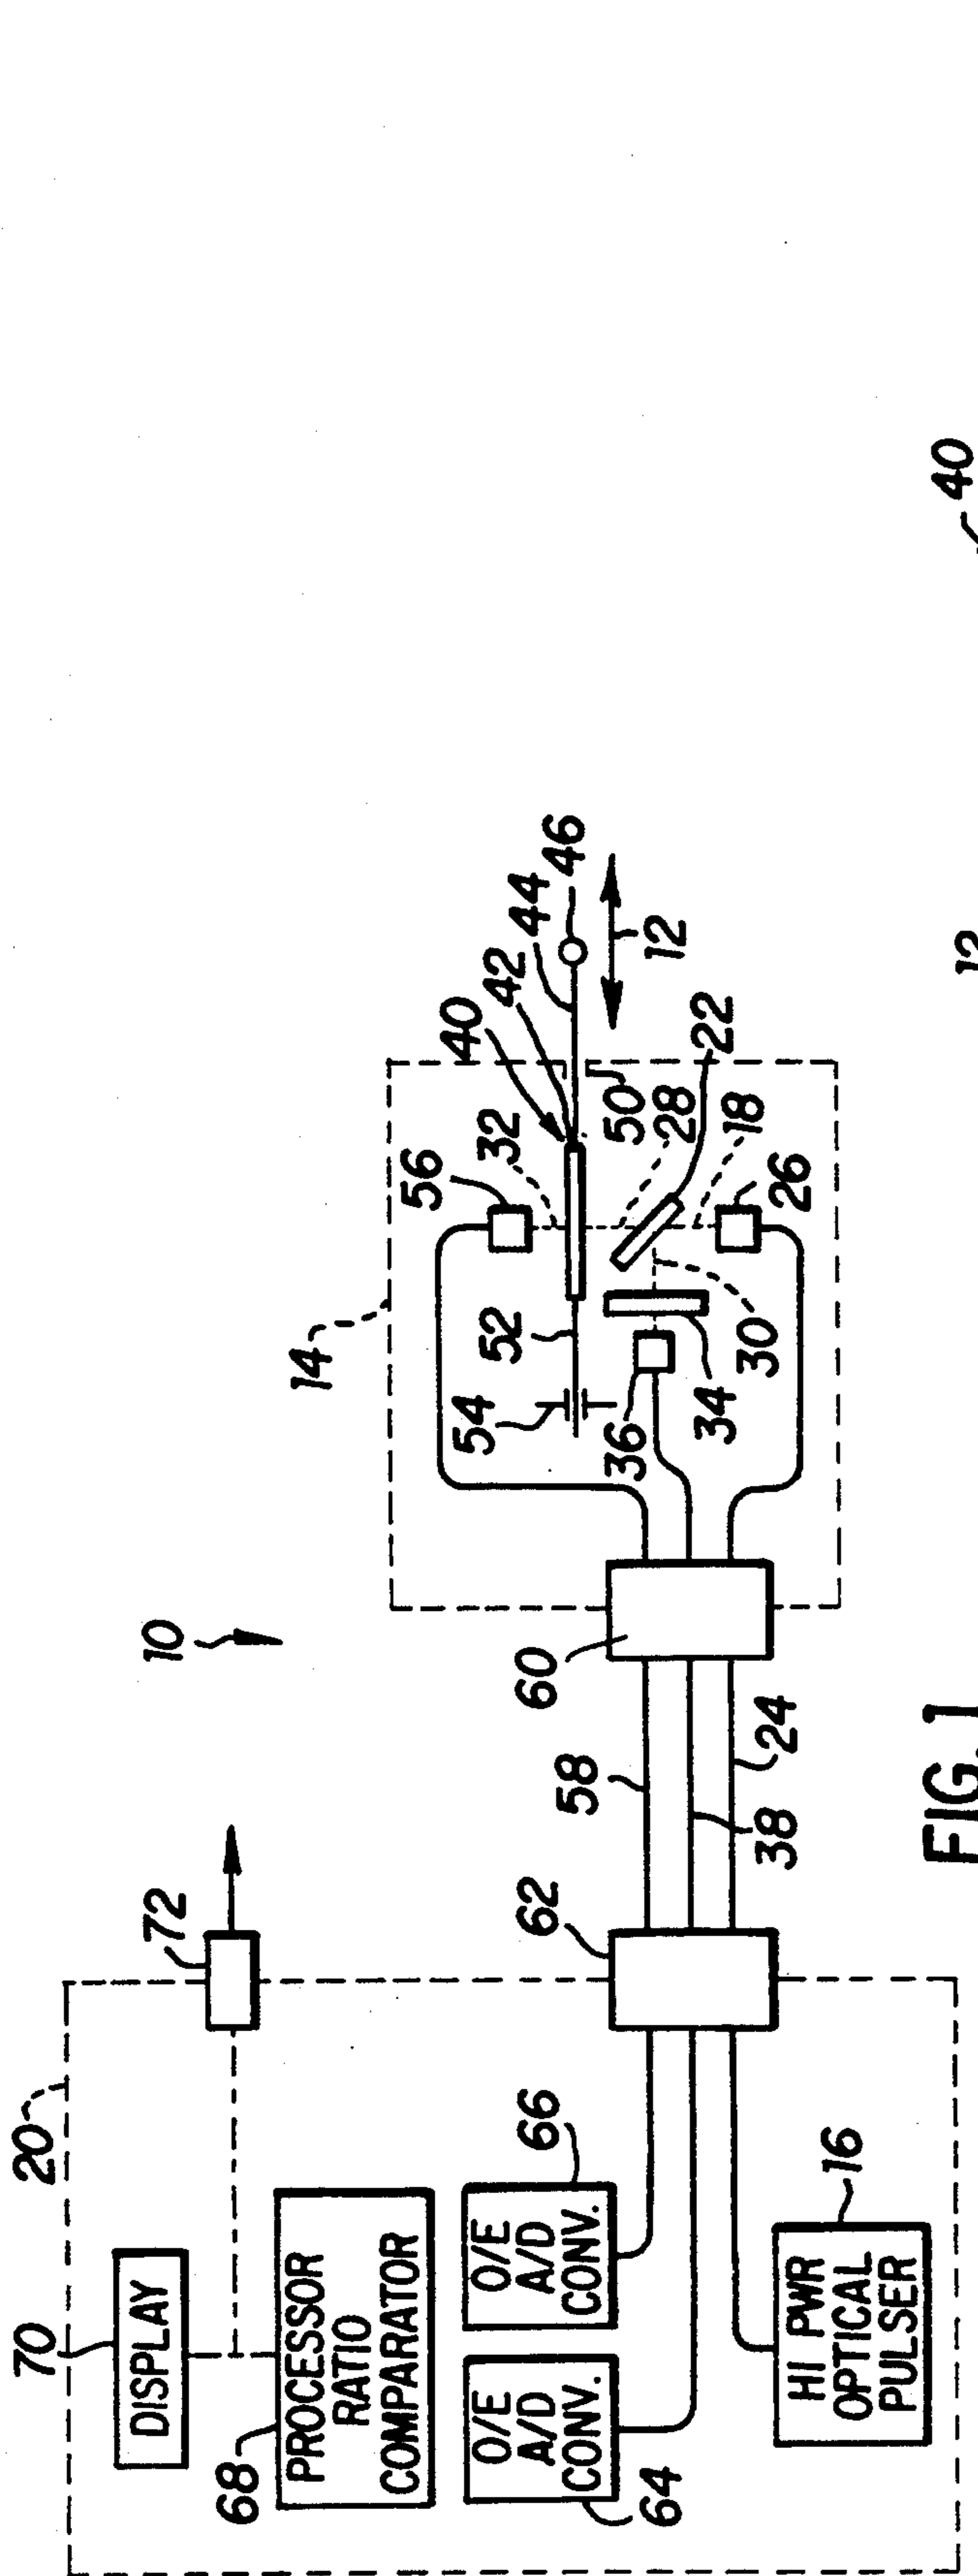 20
70
DISPLAY
72
68
PROCESSOR
RATIO
COMPARATOR
10
64
O/E
A/D
CONV.
66
O/E
A/D
CONV.
16
HI PWR
OPTICAL
PULSER
62
58
38
24
60
14
54
52
56
32
40
42
44
46
12
36
34
30
50
28
22
18
26
FIG. 1
12
40